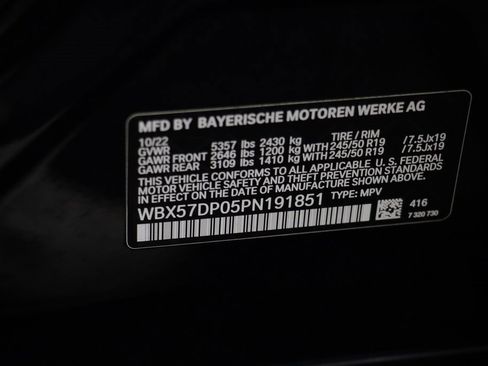 MFD BY BAYERISCHE MOTOREN WERKE AG
10/22 TIRE / RIM
GVWR 5357 lbs 2430 kg
GAWR FRONT 2646 lbs 1200 kg WITH 245/50 R19 /7.5Jx19
GAWR REAR 3109 lbs 1410 kg WITH 245/50 R19 /7.5Jx19
THIS VEHICLE CONFORMS TO ALL APPLICABLE U. S. FEDERAL
MOTOR VEHICLE SAFETY AND THEFT PREVENTION STANDARDS
IN EFFECT ON THE DATE OF MANUFACTURE SHOWN ABOVE.
WBX57DP05PN191851 TYPE: MPV
416
7 320 730